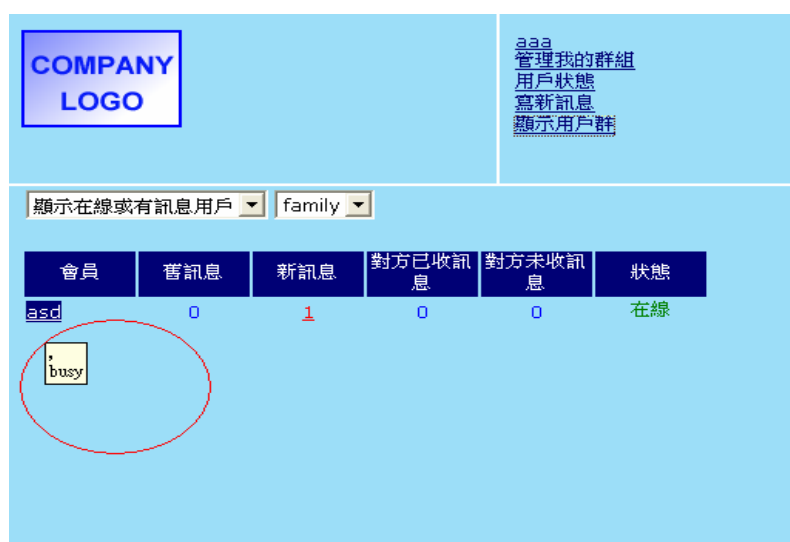 COMPANY
LOGO
aaa
管理我的群組
用戶狀態
寫新訊息
顯示用戶群
顯示在線或有訊息用戶
family
會員
舊訊息
新訊息
對方已收訊
息
對方未收訊
息
狀態
asd
0
1
0
0
在線
,
busy